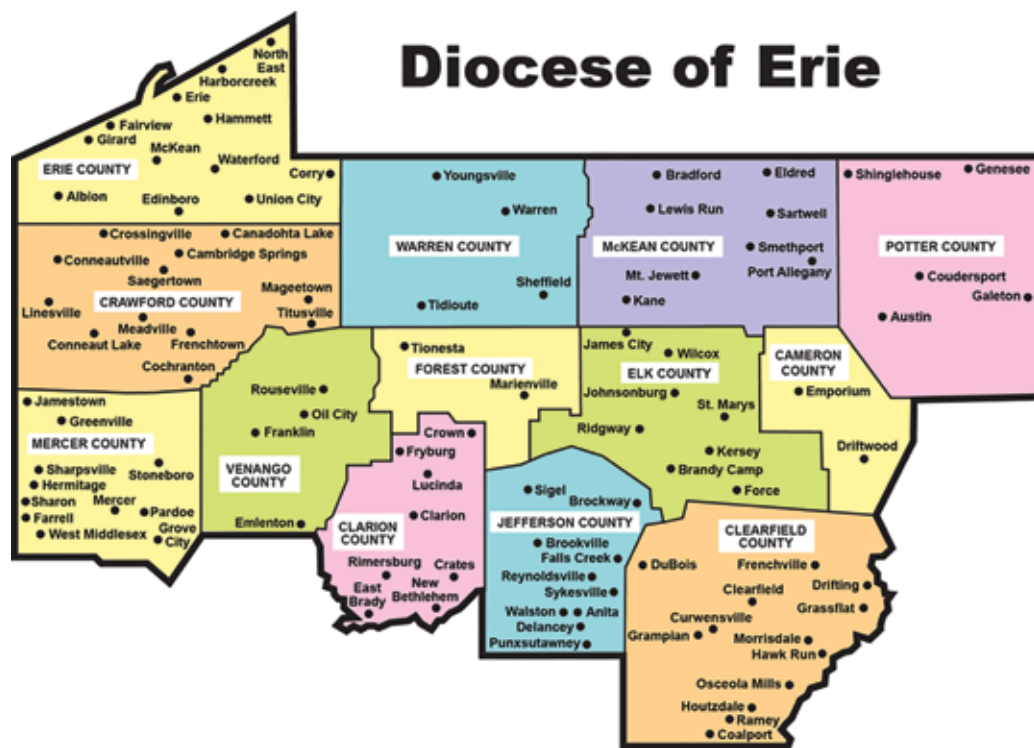 Diocese of Erie
North
East
Harborcreek
Erie
Hammett
Fairview
Girard
McKean
ERIE COUNTY
Waterford
Corry
Albion
Edinboro
Union City
Crossingville
Canadohta Lake
Conneautville
Cambridge Springs
Saegertown
CRAWFORD COUNTY
Mageetown
Linesville
Meadville
Titusville
Conneaut Lake
Frenchtown
Cochranton
Youngsville
Warren
WARREN COUNTY
Sheffield
Tidioute
Bradford
Eldred
Lewis Run
Sartwell
McKEAN COUNTY
Smethport
Port Allegany
Mt. Jewett
Kane
Shinglehouse
Genesee
POTTER COUNTY
Coudersport
Galeton
Austin
Jamestown
Greenville
MERCER COUNTY
Stoneboro
Sharpsville
Hermitage
Sharon
Mercer
Pardoe
Farrell
West Middlesex
Grove
City
Rouseville
Oil City
Franklin
VENANGO
COUNTY
Emlenton
Tionesta
FOREST COUNTY
Marienville
James City
Wilcox
ELK COUNTY
Johnsonburg
St. Marys
Ridgway
Kersey
Brandy Camp
Force
CAMERON
COUNTY
Emporium
Driftwood
Crown
Fryburg
Lucinda
Clarion
CLARION
COUNTY
Rimersburg
Crates
East
Brady
New
Bethlehem
Sigel
Brockway
JEFFERSON COUNTY
Brookville
Falls Creek
Reynoldsville
Sykesville
Walston
Anita
Delancey
Punxsutawney
CLEARFIELD
COUNTY
DuBois
Frenchville
Clearfield
Drifting
Curwensville
Grassflat
Grampian
Morrisdale
Hawk Run
Osceola Mills
Houtzdale
Ramey
Coalport